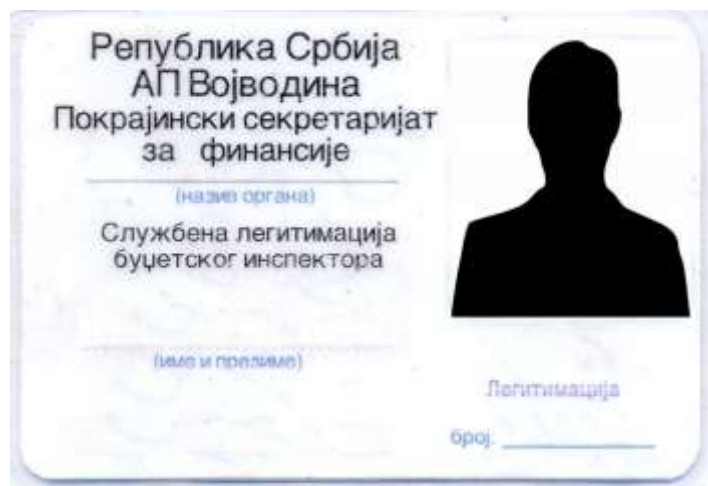 Република Србија
АП Војводина
Покрајински секретаријат
за финансије
(назив органа)
Службена легитимација
буџетског инспектора
(име и презиме)
Легитимација
број: